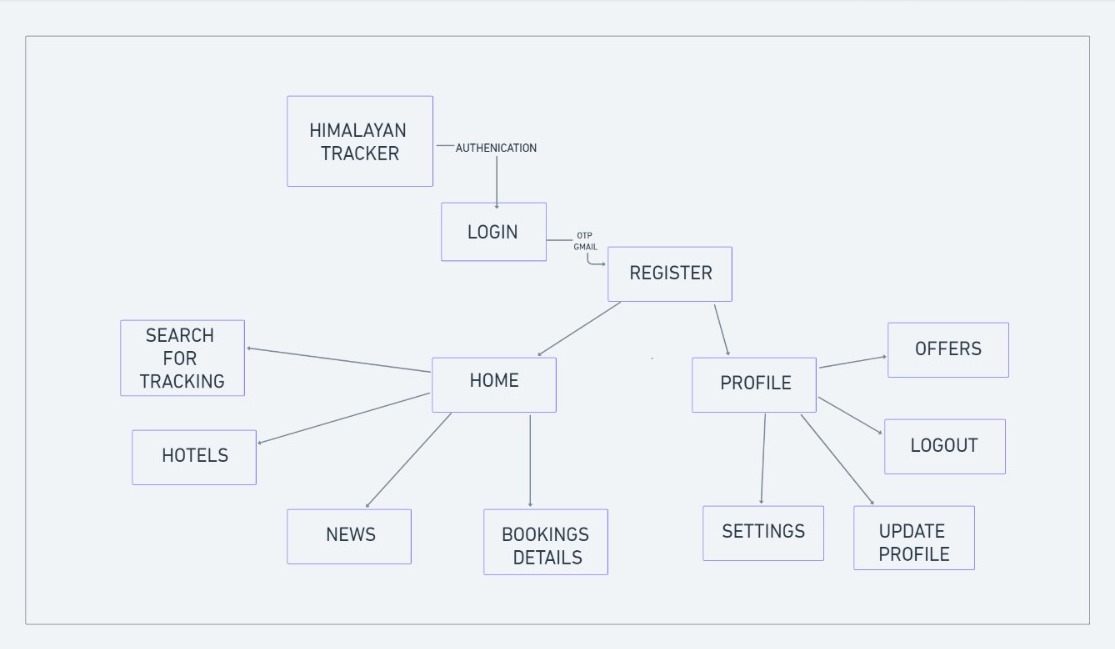 HIMALAYAN
TRACKER
AUTHENICATION
LOGIN
OTP
GMAIL
REGISTER
SEARCH
FOR
TRACKING
HOME
PROFILE
OFFERS
HOTELS
LOGOUT
NEWS
BOOKINGS
DETAILS
SETTINGS
UPDATE
PROFILE